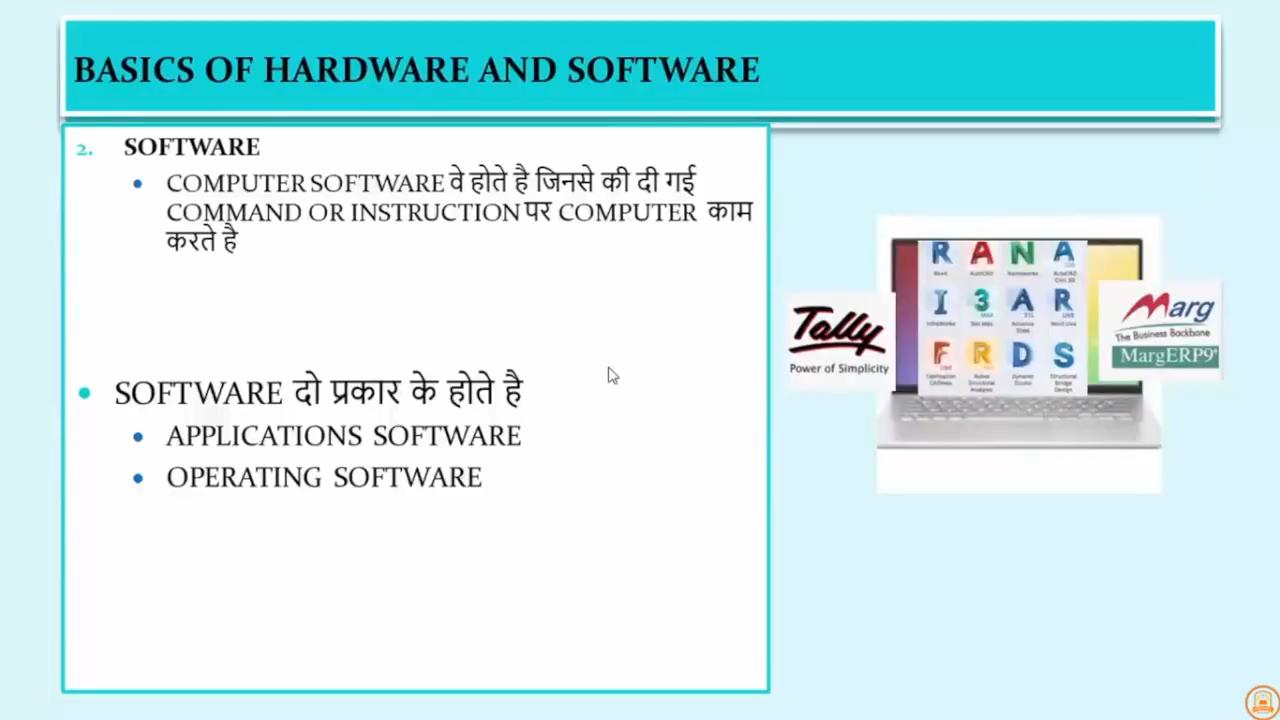 BASICS OF HARDWARE AND SOFTWARE
2. SOFTWARE
• COMPUTER SOFTWARE वे होते है जिनसे की दी गई
COMMAND OR INSTRUCTION पर COMPUTER काम
करते है
• SOFTWARE दो प्रकार के होते है
• APPLICATIONS SOFTWARE
• OPERATING SOFTWARE
Tally
Power of Simplicity
R A N A
I 3 A R
F R D S
Marg
The Business Backbone
MargERP9+